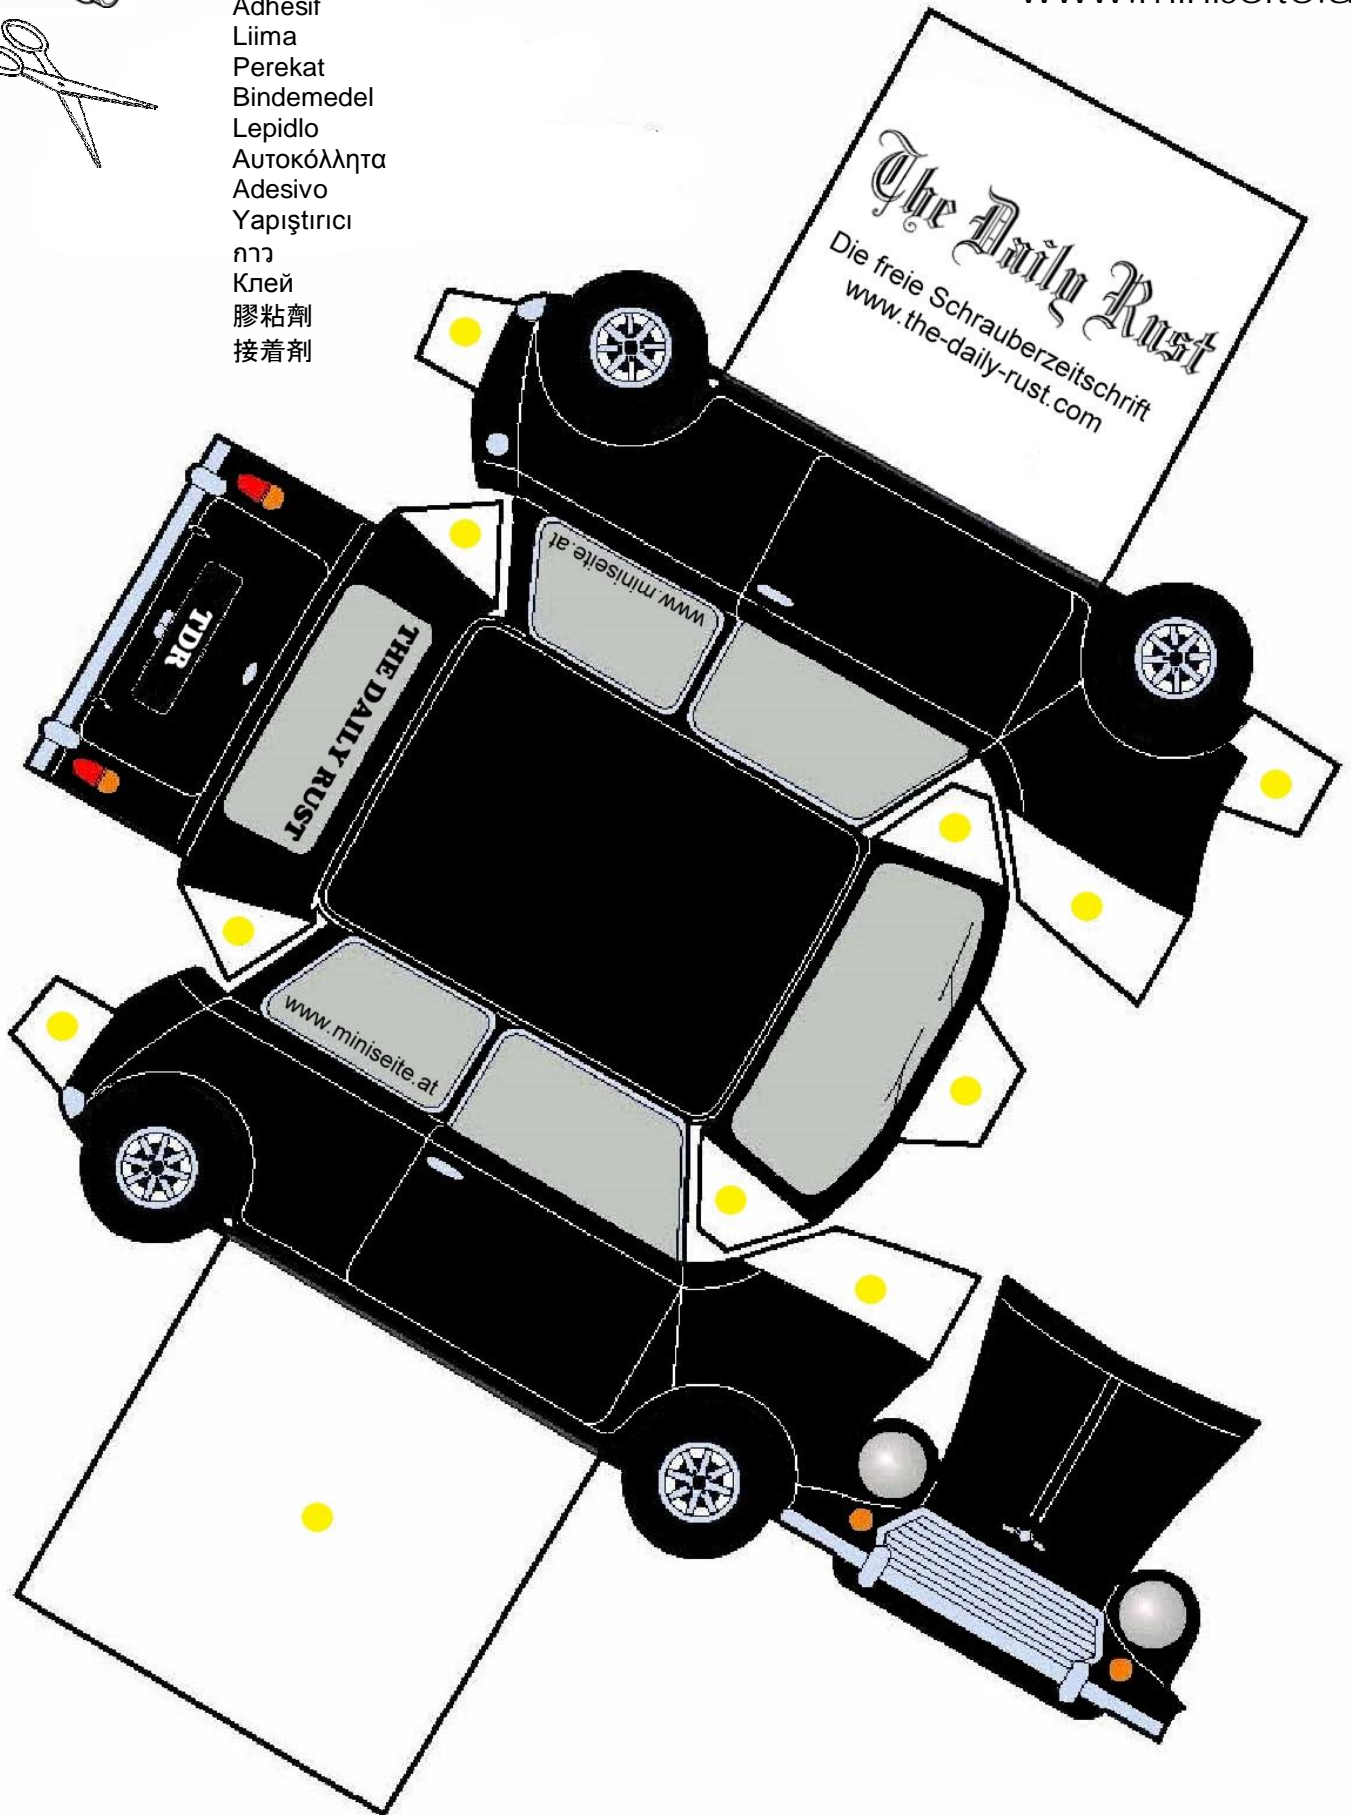 Adhésif
Liima
Perekat
Bindemedel
Lepidlo
Αυτοκόλλητα
Adesivo
Yapıştırıcı
กาว
Клей
膠粘劑
接着剤
The Daily Rust
Die freie Schrauberzeitschrift
www.the-daily-rust.com
www.miniseite.at
TDR
THE DAILY RUST
www.miniseite.at